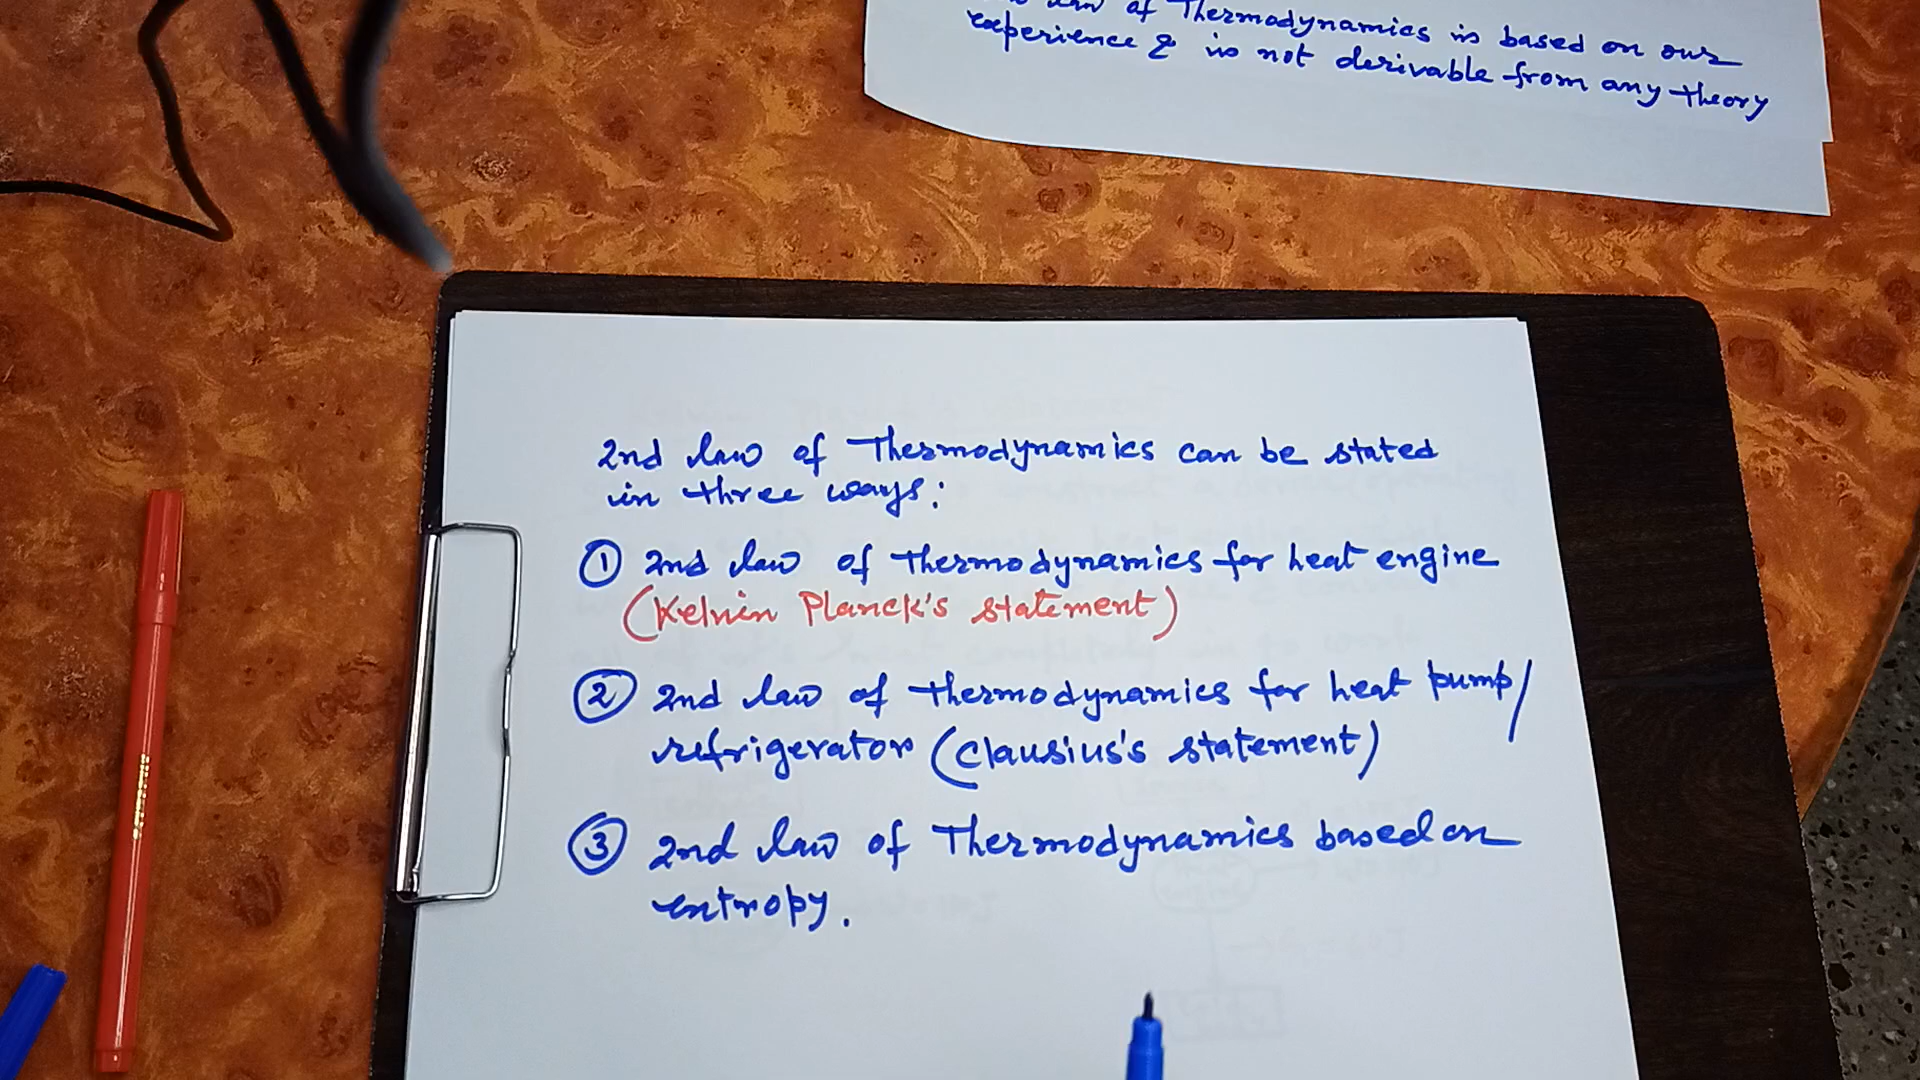 law of Thermodynamics is based on our
experience & is not derivable from any theory
2nd law of Thermodynamics can be stated
in three ways:
① 2nd law of thermodynamics for heat engine
(Kelvin Planck's statement)
② 2nd law of thermodynamics for heat pump/
refrigerator (Clausius's statement)
③ 2nd law of Thermodynamics based on
entropy.